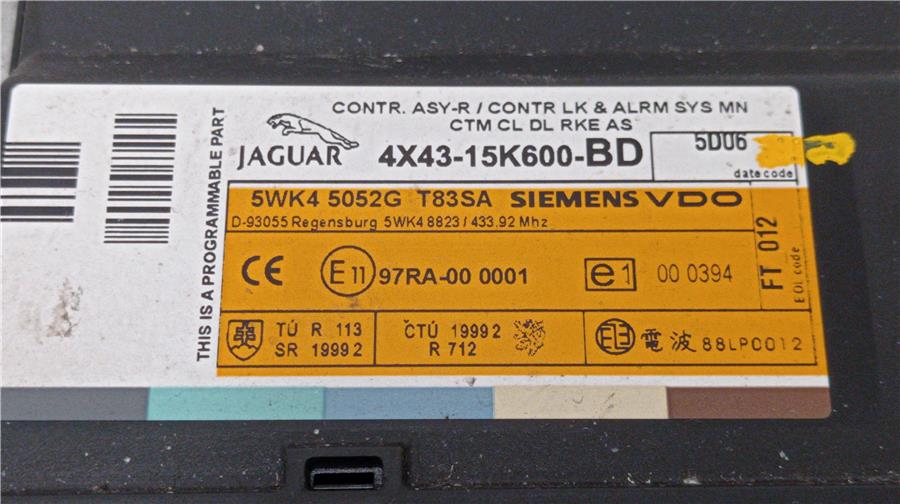 THIS IS A PROGRAMMABLE PART
CONTR. ASY-R / CONTR LK & ALRM SYS MN
CTM CL DL RKE AS
JAGUAR 4X43-15K600-BD
5D06
date code
5WK4 5052G T83SA SIEMENS VDO
D-93055 Regensburg 5WK4 8823 / 433.92 Mhz
CE E11 97RA-00 0001 e1 00 0394
FT 012
EOL code
TÚ R 113
SR 1999 2
ČTÚ 1999 2
R 712
電波 88LP0012